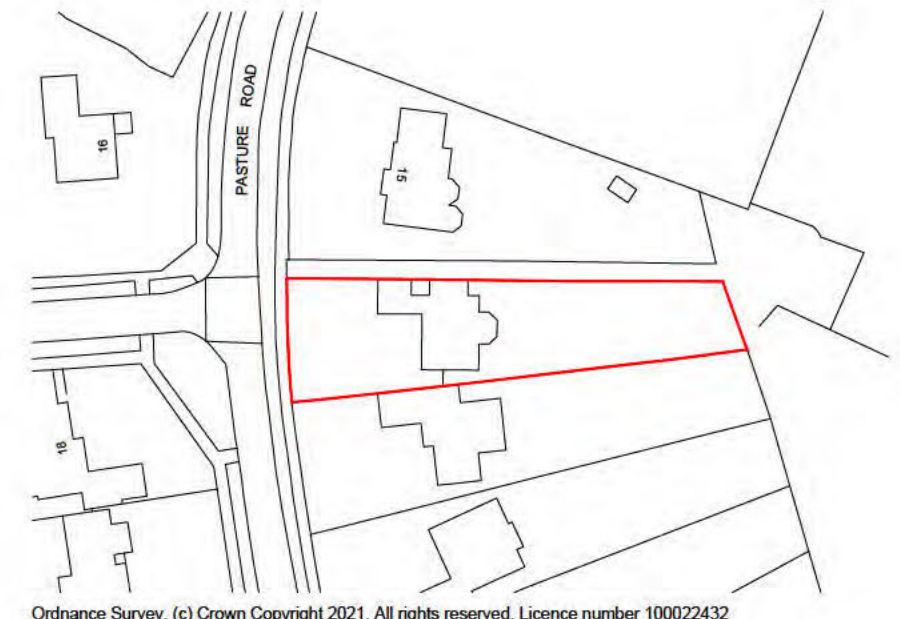 PASTURE ROAD
16
15
18
Ordnance Survey, (c) Crown Copyright 2021. All rights reserved. Licence number 100022432